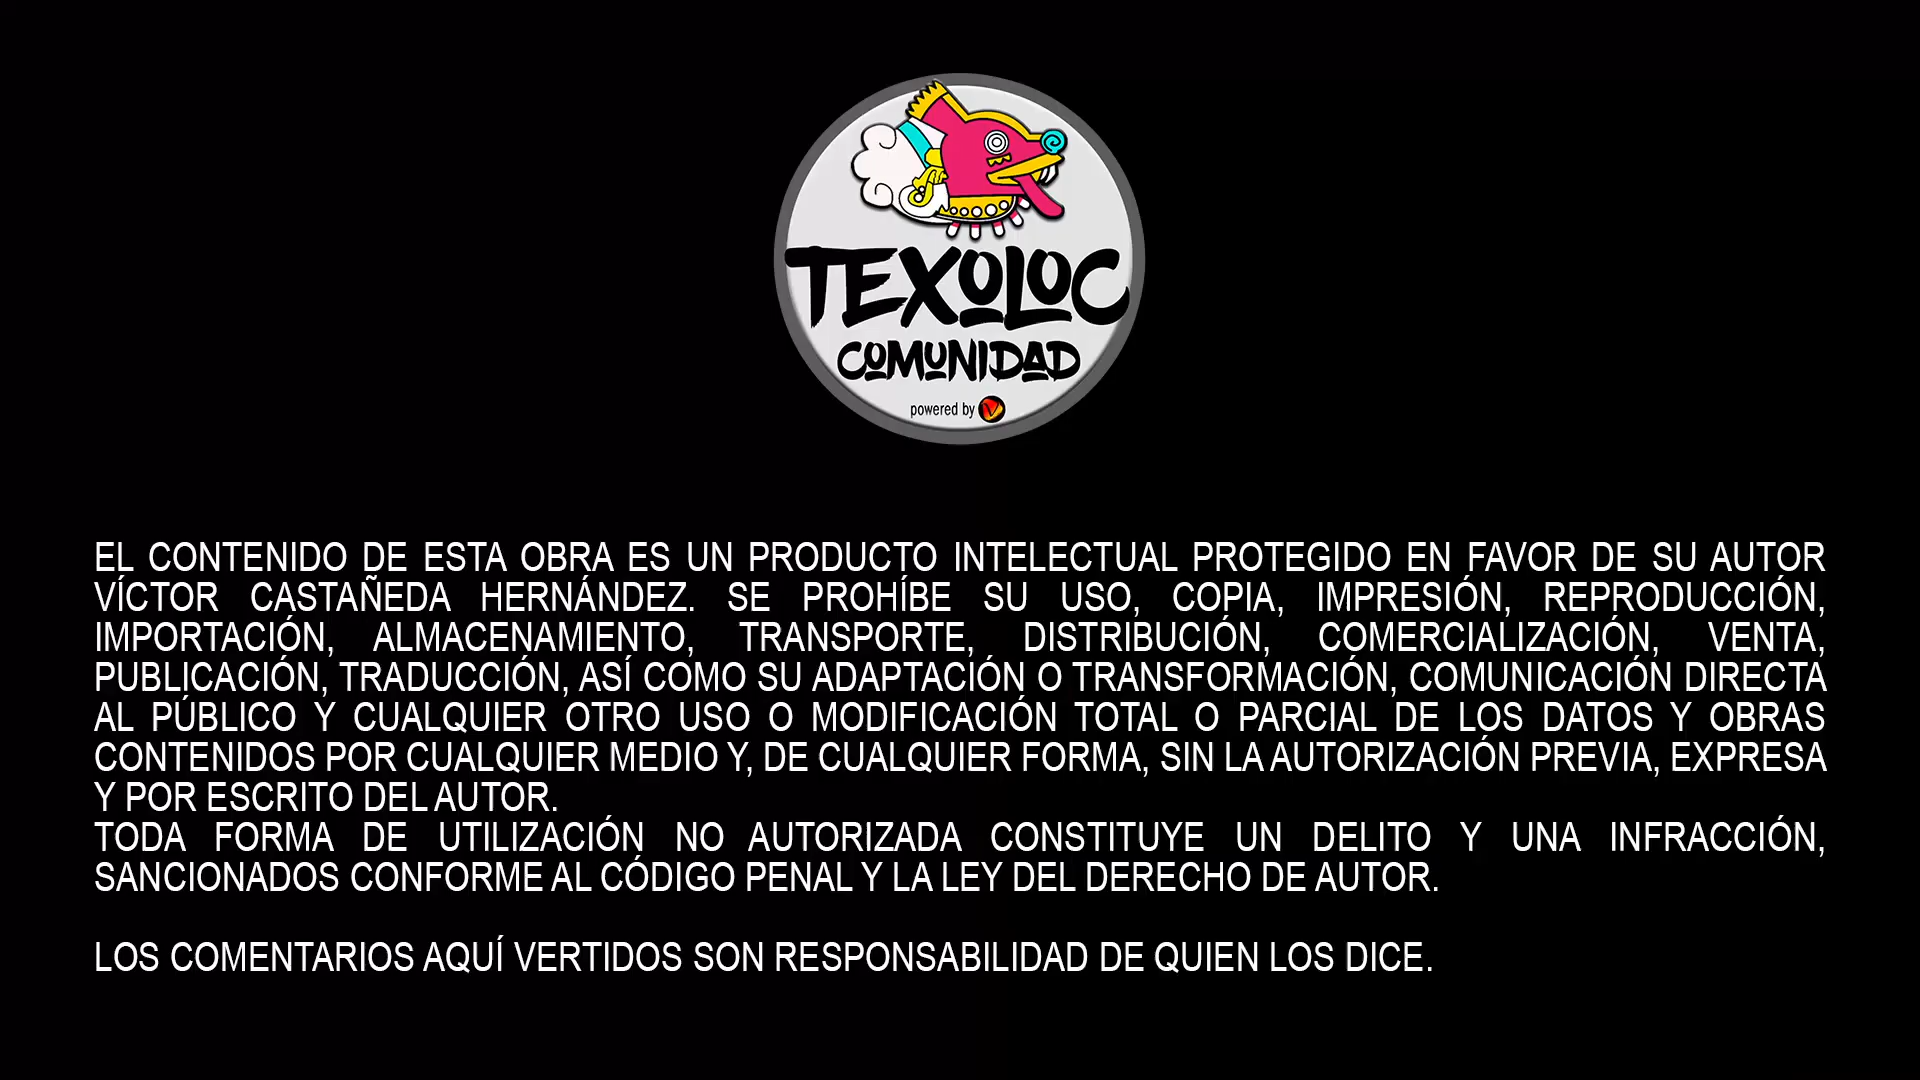 TEXOLOC
COMUNIDAD
powered by V
EL CONTENIDO DE ESTA OBRA ES UN PRODUCTO INTELECTUAL PROTEGIDO EN FAVOR DE SU AUTOR
VÍCTOR CASTAÑEDA HERNÁNDEZ. SE PROHÍBE SU USO, COPIA, IMPRESIÓN, REPRODUCCIÓN,
IMPORTACIÓN, ALMACENAMIENTO, TRANSPORTE, DISTRIBUCIÓN, COMERCIALIZACIÓN, VENTA,
PUBLICACIÓN, TRADUCCIÓN, ASÍ COMO SU ADAPTACIÓN O TRANSFORMACIÓN, COMUNICACIÓN DIRECTA
AL PÚBLICO Y CUALQUIER OTRO USO O MODIFICACIÓN TOTAL O PARCIAL DE LOS DATOS Y OBRAS
CONTENIDOS POR CUALQUIER MEDIO Y, DE CUALQUIER FORMA, SIN LA AUTORIZACIÓN PREVIA, EXPRESA
Y POR ESCRITO DEL AUTOR.
TODA FORMA DE UTILIZACIÓN NO AUTORIZADA CONSTITUYE UN DELITO Y UNA INFRACCIÓN,
SANCIONADOS CONFORME AL CÓDIGO PENAL Y LA LEY DEL DERECHO DE AUTOR.
LOS COMENTARIOS AQUÍ VERTIDOS SON RESPONSABILIDAD DE QUIEN LOS DICE.